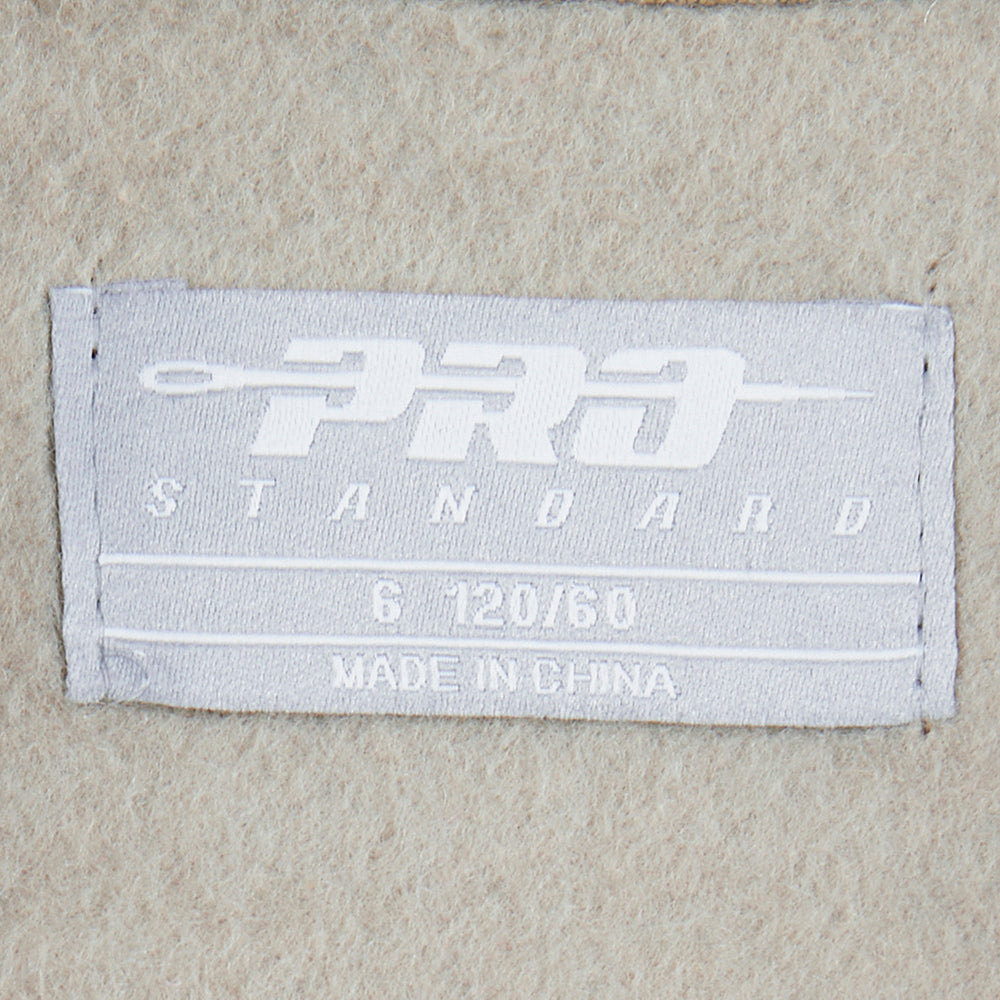 PRO
STANDARD
6 120/60
MADE IN CHINA